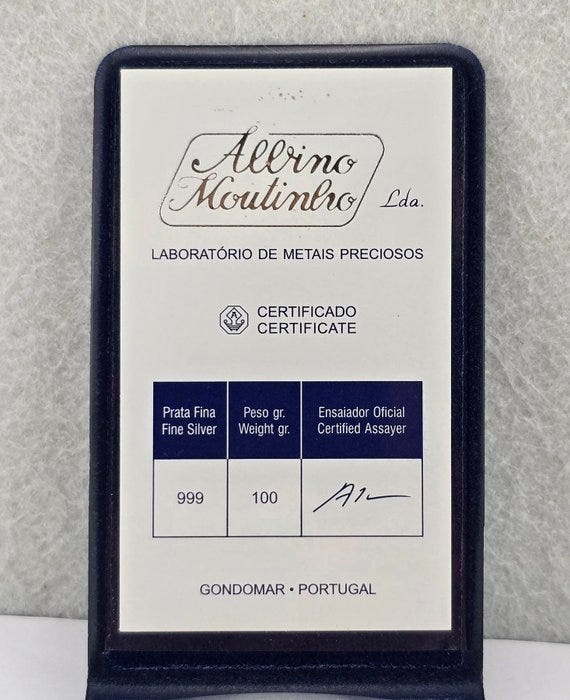 Albino
Moutinho Lda.
LABORATÓRIO DE METAIS PRECIOSOS
CERTIFICADO
CERTIFICATE
Prata Fina
Fine Silver
Peso gr.
Weight gr.
Ensaiador Oficial
Certified Assayer
999
100
GONDOMAR • PORTUGAL